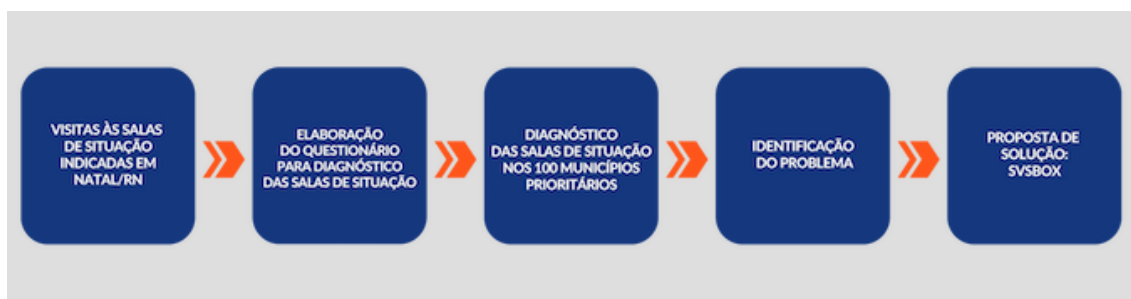 VISITAS ÀS SALAS
DE SITUAÇÃO
INDICADAS EM
NATAL/RN
ELABORAÇÃO
DO QUESTIONÁRIO
PARA DIAGNÓSTICO
DAS SALAS DE SITUAÇÃO
DIAGNÓSTICO
DAS SALAS DE SITUAÇÃO
NOS 100 MUNICÍPIOS
PRIORITÁRIOS
IDENTIFICAÇÃO
DO PROBLEMA
PROPOSTA DE
SOLUÇÃO:
SVSBOX